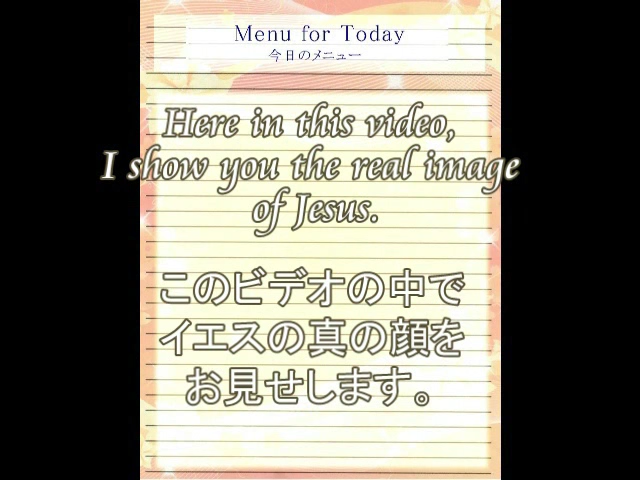 Menu for Today
今日のメニュー
Here in this video,
I show you the real image
of Jesus.
このビデオの中で
イエスの真の顔を
お見せします。